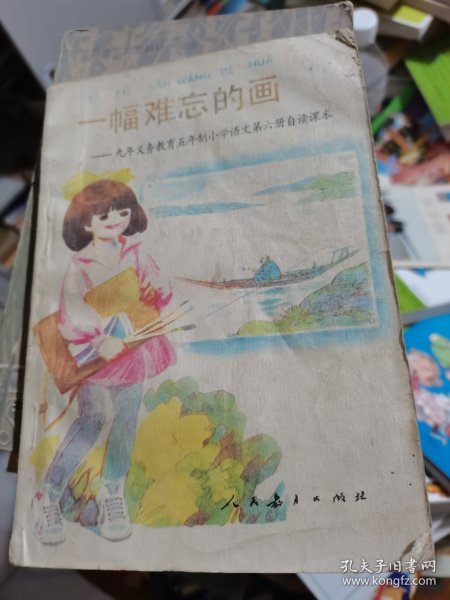 YI FU NAN WANG DE HUA
一幅难忘的画
——九年义务教育五年制小学语文第六册自读课本
人民教育出版社
孔夫子旧书网
www.kongfz.com